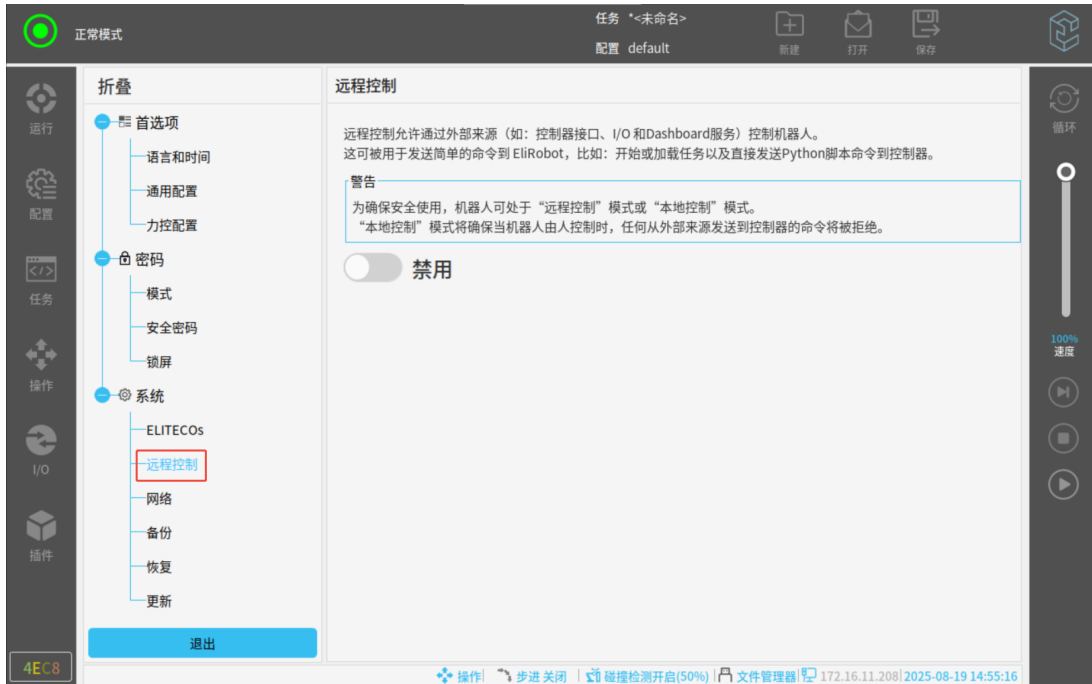 正常模式
任务 *<未命名>
配置 default
新建
打开
保存
运行
配置
任务
操作
I/O
插件
4EC8
折叠
首选项
语言和时间
通用配置
力控配置
密码
模式
安全密码
锁屏
系统
ELITECOs
远程控制
网络
备份
恢复
更新
退出
远程控制
远程控制允许通过外部来源（如：控制器接口、I/O 和Dashboard服务）控制机器人。
这可被用于发送简单的命令到 EliRobot，比如：开始或加载任务以及直接发送Python脚本命令到控制器。
警告
为确保安全使用，机器人可处于“远程控制”模式或“本地控制”模式。
“本地控制”模式将确保当机器人由人控制时，任何从外部来源发送到控制器的命令将被拒绝。
禁用
循环
100%
速度
操作 步进 关闭 碰撞检测开启(50%) 文件管理器 172.16.11.208 2025-08-19 14:55:16